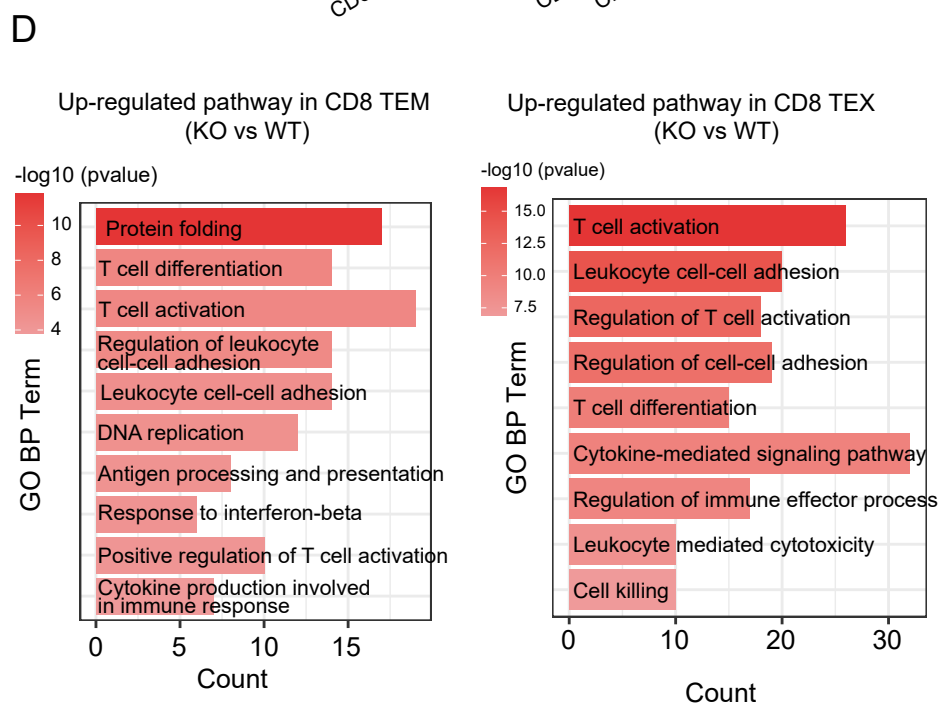 D
Up-regulated pathway in CD8 TEM
(KO vs WT)
-log10 (pvalue)
10
8
6
4
GO BP Term
Protein folding
T cell differentiation
T cell activation
Regulation of leukocyte
cell-cell adhesion
Leukocyte cell-cell adhesion
DNA replication
Antigen processing and presentation
Response to interferon-beta
Positive regulation of T cell activation
Cytokine production involved
in immune response
0 5 10 15
Count
Up-regulated pathway in CD8 TEX
(KO vs WT)
-log10 (pvalue)
15.0
12.5
10.0
7.5
GO BP Term
T cell activation
Leukocyte cell-cell adhesion
Regulation of T cell activation
Regulation of cell-cell adhesion
T cell differentiation
Cytokine-mediated signaling pathway
Regulation of immune effector process
Leukocyte mediated cytotoxicity
Cell killing
0 10 20 30
Count